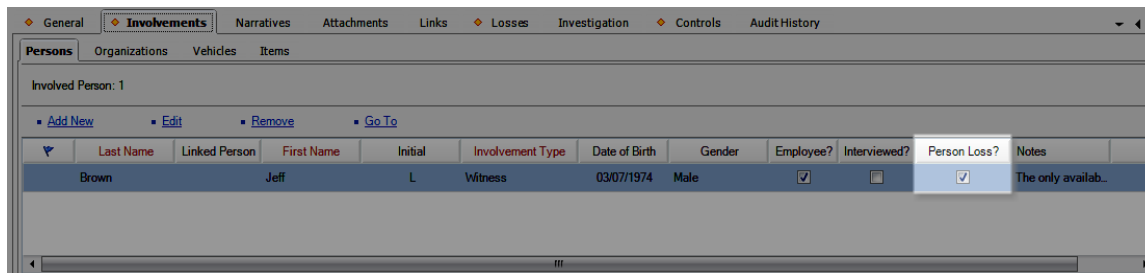 General Involvements Narratives Attachments Links Losses Investigation Controls Audit History
Persons Organizations Vehicles Items
Involved Person: 1
Add New Edit Remove Go To
Last Name Linked Person First Name Initial Involvement Type Date of Birth Gender Employee? Interviewed? Person Loss? Notes
Brown Jeff L Witness 03/07/1974 Male The only availab...